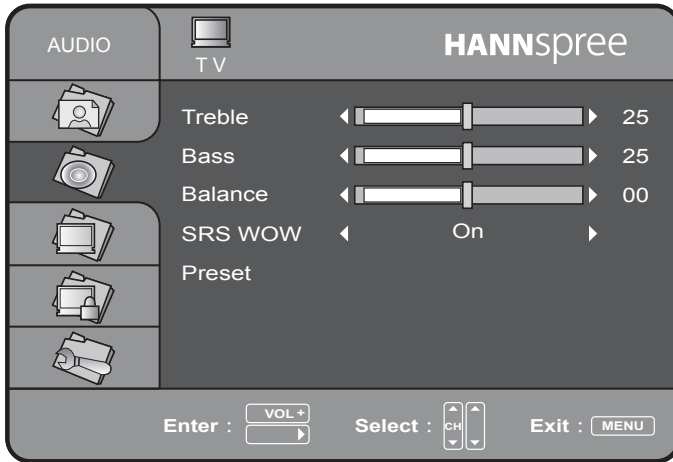 AUDIO
TV
HANNspree
Treble 25
Bass 25
Balance 00
SRS WOW On
Preset
Enter : VOL+ Select : CH Exit : MENU